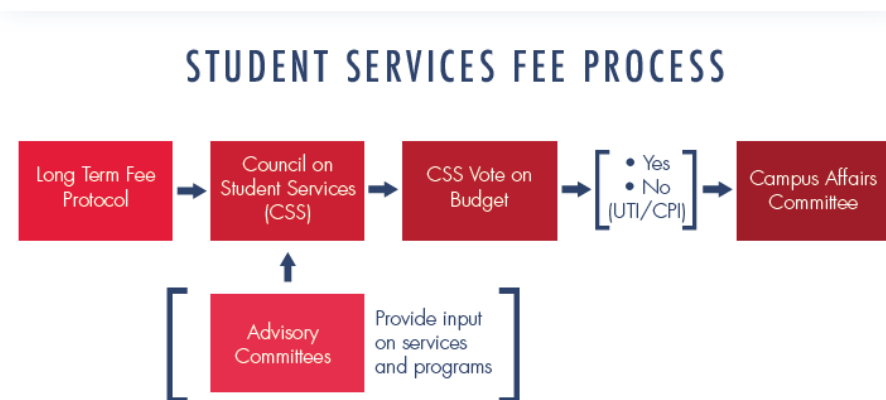 STUDENT SERVICES FEE PROCESS
Long Term Fee
Protocol
Council on
Student Services
(CSS)
CSS Vote on
Budget
• Yes
• No
(UTI/CPI)
Campus Affairs
Committee
Advisory
Committees
Provide input
on services
and programs